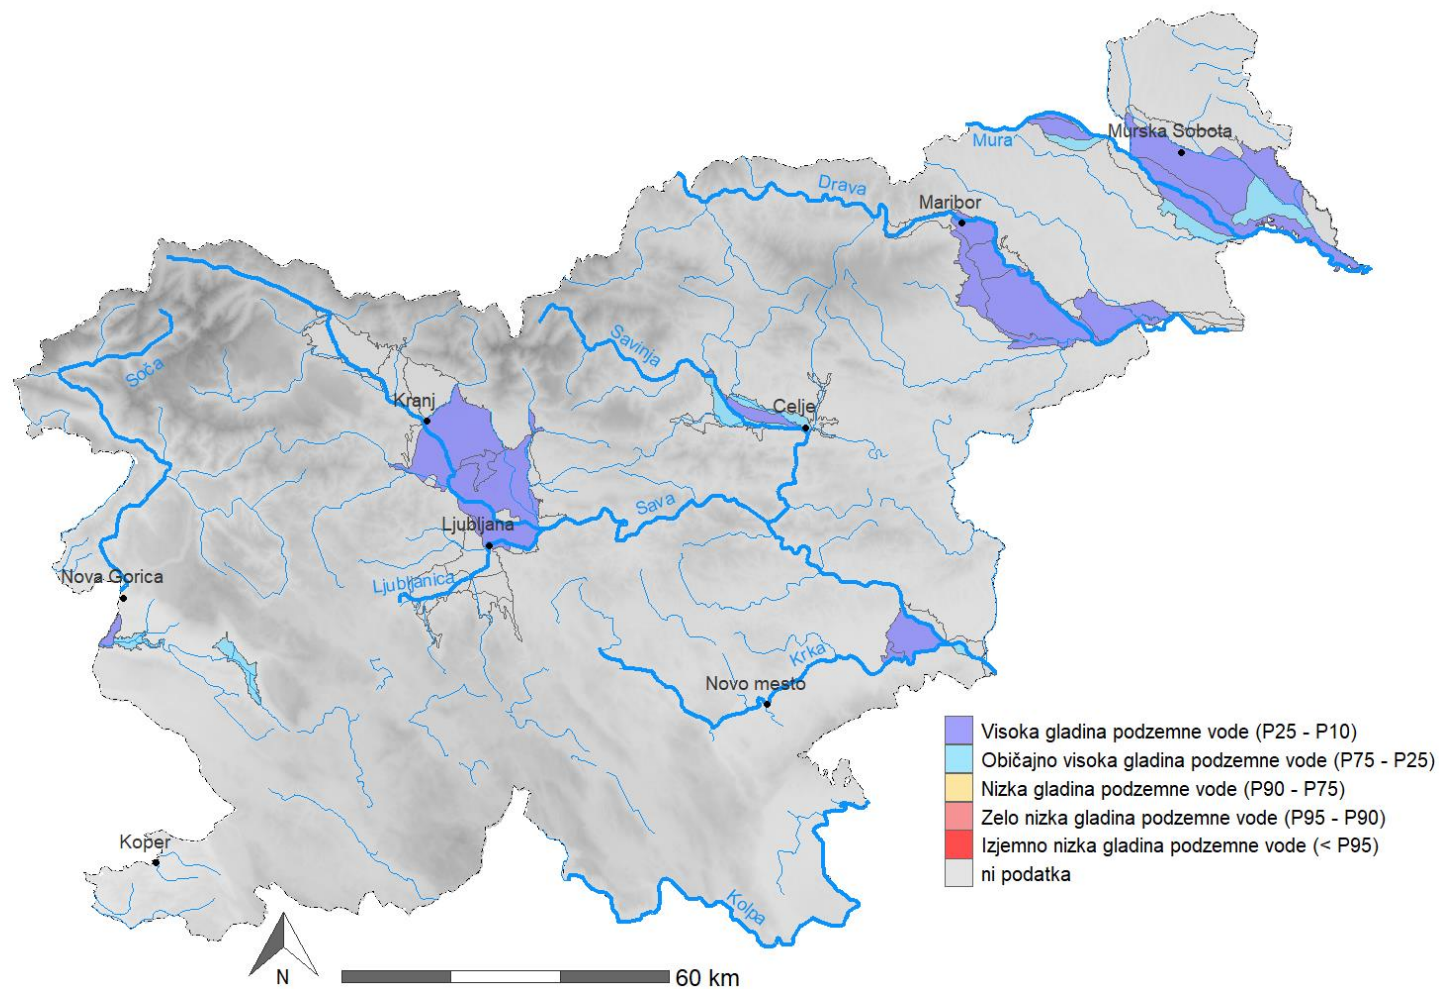 Murska Sobota
Mura
Drava
Maribor
Savinja
Soča
Kranj
Celje
Sava
Ljubljana
Nova Gorica
Ljubljanica
Krka
Novo mesto
Visoka gladina podzemne vode (P25 - P10)
Običajno visoka gladina podzemne vode (P75 - P25)
Nizka gladina podzemne vode (P90 - P75)
Zelo nizka gladina podzemne vode (P95 - P90)
Izjemno nizka gladina podzemne vode (< P95)
ni podatka
Koper
Kolpa
N
60 km